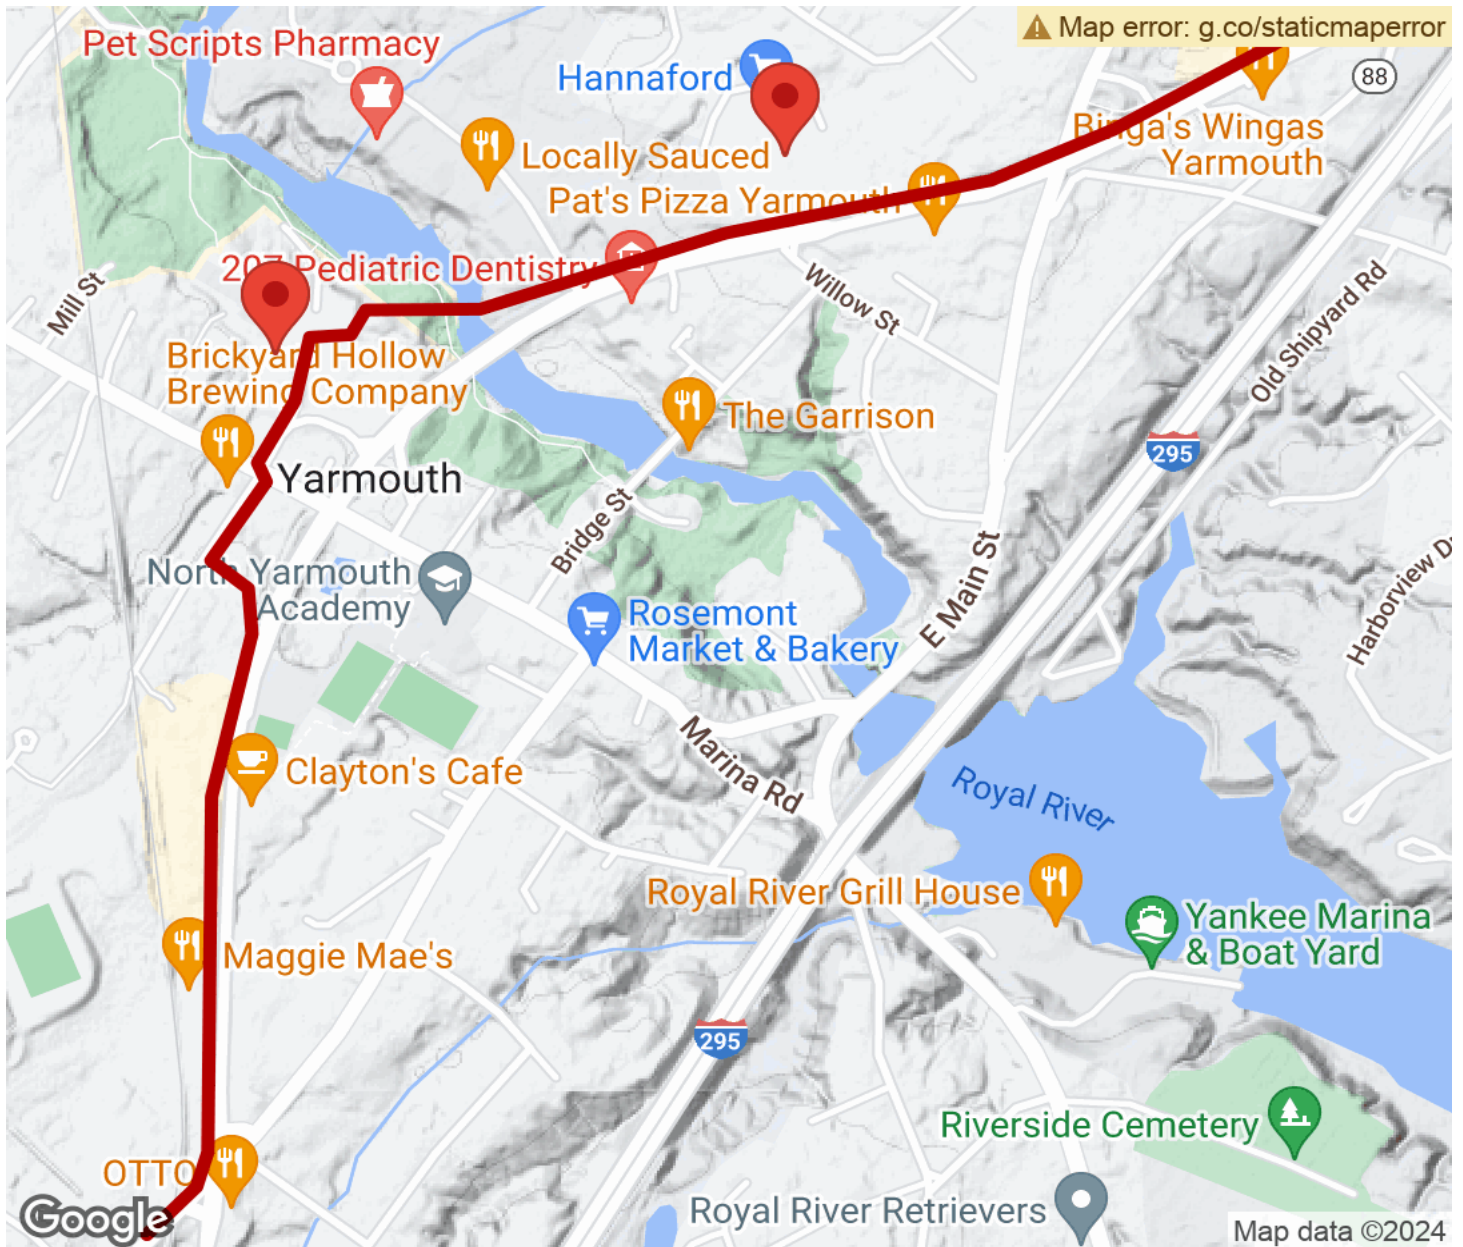 Map error: g.co/staticmaperror
Pet Scripts Pharmacy
Hannaford
88
Binga's Wingas
Yarmouth
Locally Sauced
Pat's Pizza Yarmouth
207 Pediatric Dentistry
Mill St
Willow St
Old Shipyard Rd
Brickyard Hollow
Brewing Company
The Garrison
295
Yarmouth
Bridge St
E Main St
North Yarmouth
Academy
Rosemont
Market & Bakery
Marina Rd
Clayton's Cafe
Royal River
Royal River Grill House
Yankee Marina
& Boat Yard
Maggie Mae's
295
Riverside Cemetery
OTTO
Royal River Retrievers
Google
Map data ©2024